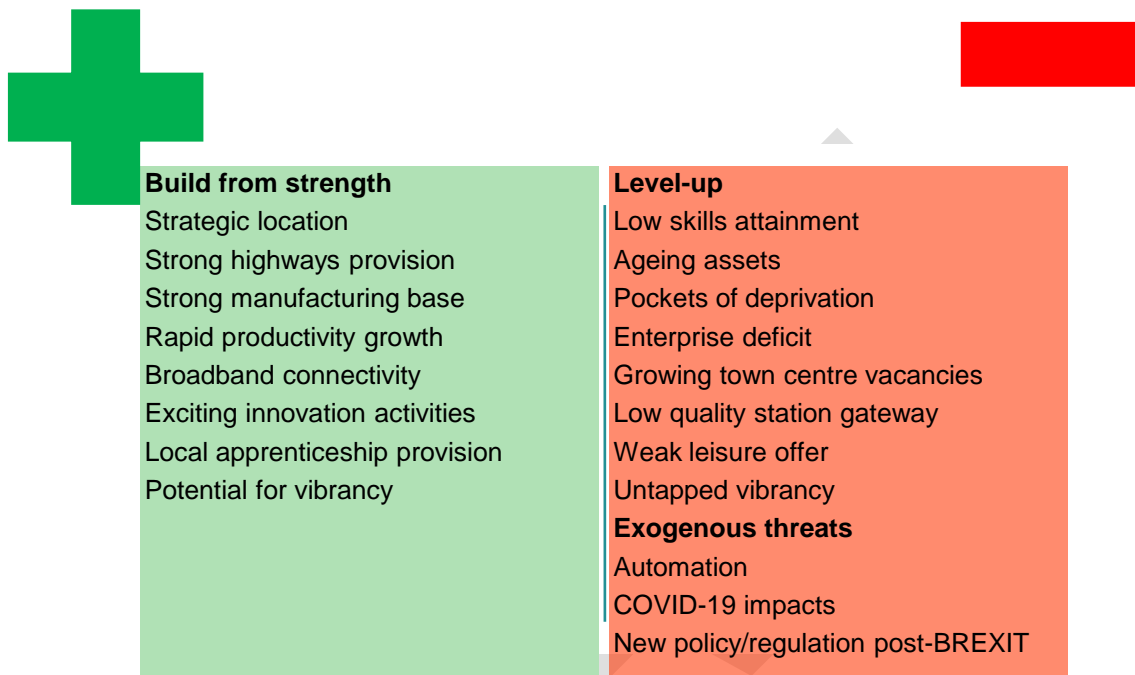 Build from strength
Strategic location
Strong highways provision
Strong manufacturing base
Rapid productivity growth
Broadband connectivity
Exciting innovation activities
Local apprenticeship provision
Potential for vibrancy
Level-up
Low skills attainment
Ageing assets
Pockets of deprivation
Enterprise deficit
Growing town centre vacancies
Low quality station gateway
Weak leisure offer
Untapped vibrancy
Exogenous threats
Automation
COVID-19 impacts
New policy/regulation post-BREXIT